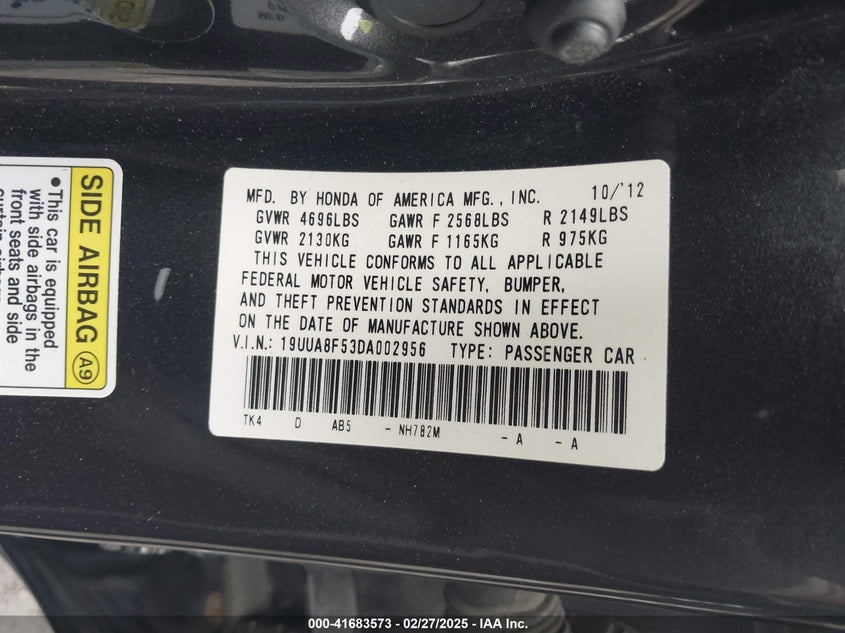 SIDE AIRBAG A9
●This car is equipped
with side airbags in the
front seats and side
MFD. BY HONDA OF AMERICA MFG., INC. 10/'12
GVWR 4696LBS GAWR F 2568LBS R 2149LBS
GVWR 2130KG GAWR F 1165KG R 975KG
THIS VEHICLE CONFORMS TO ALL APPLICABLE
FEDERAL MOTOR VEHICLE SAFETY, BUMPER,
AND THEFT PREVENTION STANDARDS IN EFFECT
ON THE DATE OF MANUFACTURE SHOWN ABOVE.
V.I.N.: 19UUA8F53DA002956 TYPE: PASSENGER CAR
TK4 D AB5 - NH782M - A - A
000-41683573 - 02/27/2025 - IAA Inc.